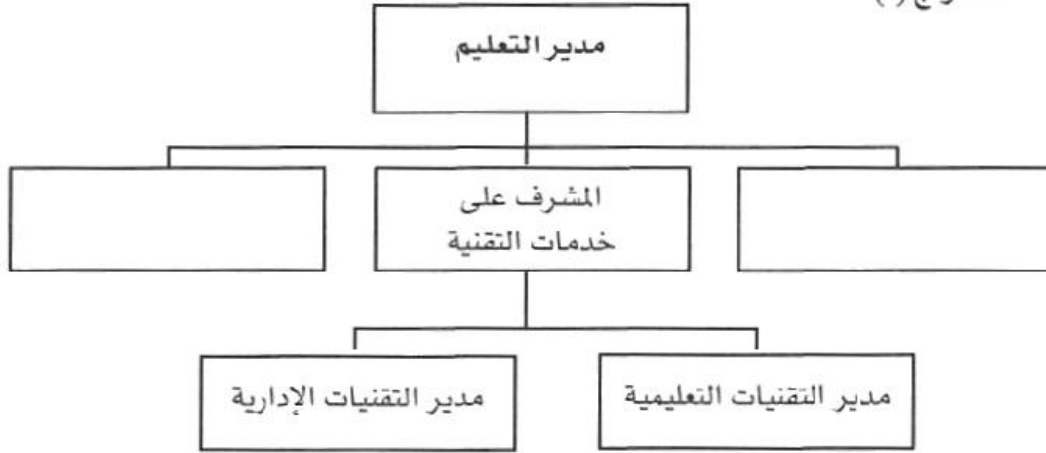 مدير التعليم
المشرف على
خدمات التقنية
مدير التقنيات التعليمية
مدير التقنيات الإدارية